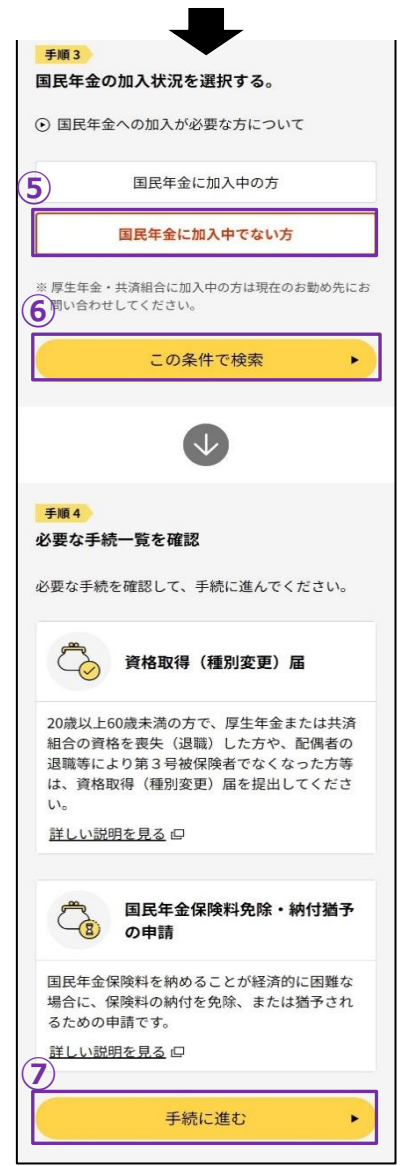 手順3
国民年金の加入状況を選択する。
国民年金への加入が必要な方について
⑤
国民年金に加入中の方
国民年金に加入中でない方
※ 厚生年金・共済組合に加入中の方は現在のお勤め先にお
問い合わせしてください。
⑥
この条件で検索
手順4
必要な手続一覧を確認
必要な手続を確認して、手続に進んでください。
資格取得（種別変更）届
20歳以上60歳未満の方で、厚生年金または共済
組合の資格を喪失（退職）した方や、配偶者の
退職等により第３号被保険者でなくなった方等
は、資格取得（種別変更）届を提出してくださ
い。
詳しい説明を見る
国民年金保険料免除・納付猶予
の申請
国民年金保険料を納めることが経済的に困難な
場合に、保険料の納付を免除、または猶予され
るための申請です。
詳しい説明を見る
⑦
手続に進む